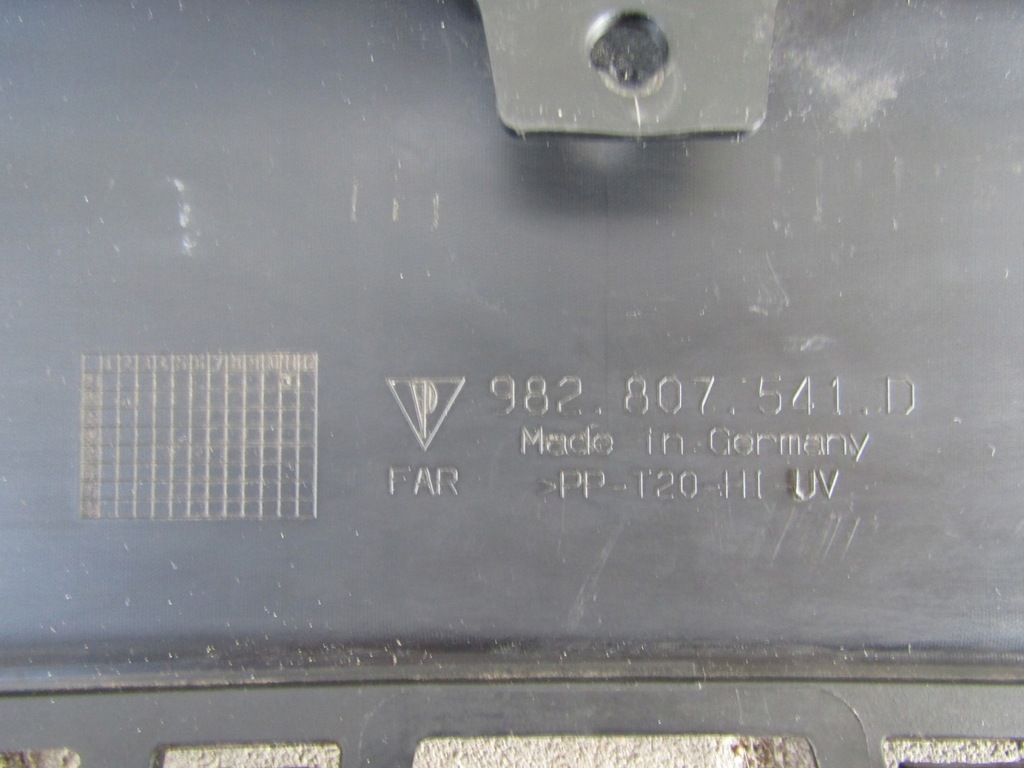 982.807.541.D
Made in Germany
FAR >PP-T20-HI UV